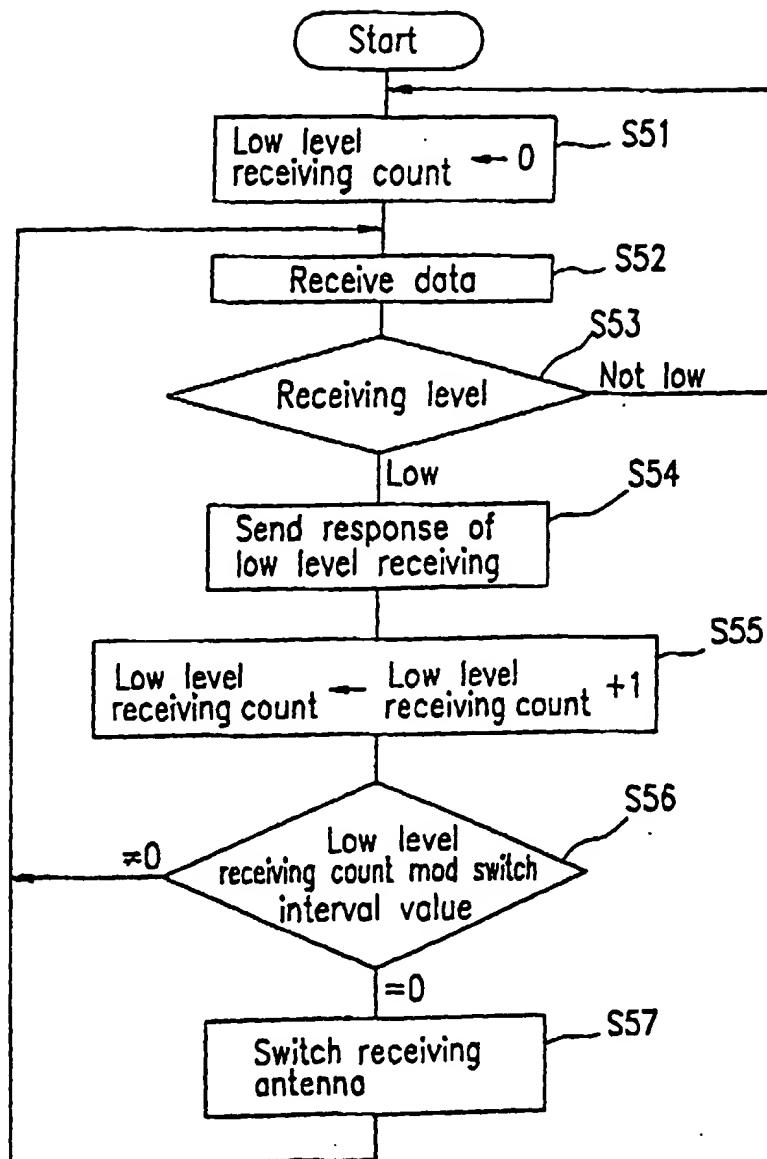 Start
Low level
receiving count ← 0
S51
Receive data
S52
S53
Receiving level
Not low
Low
S54
Send response of
low level receiving
S55
Low level
receiving count ← Low level
receiving count +1
S56
Low level
receiving count mod switch
interval value
≠0
=0
S57
Switch receiving
antenna